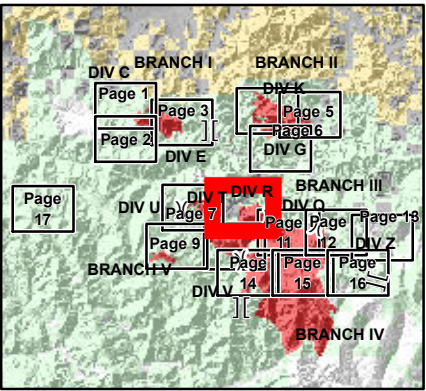 BRANCH I
BRANCH II
DIV C
DIV K
Page 1
Page 3
Page 5
Page 6
Page 2
DIV G
DIV E
BRANCH III
DIV R
DIV T
Page
17
DIV U
Page 7
DIV O
Page 13
Page
11
Page
12
Page 9
DIV Z
BRANCH V
Page
14
Page
15
Page
16
DIV V
BRANCH IV